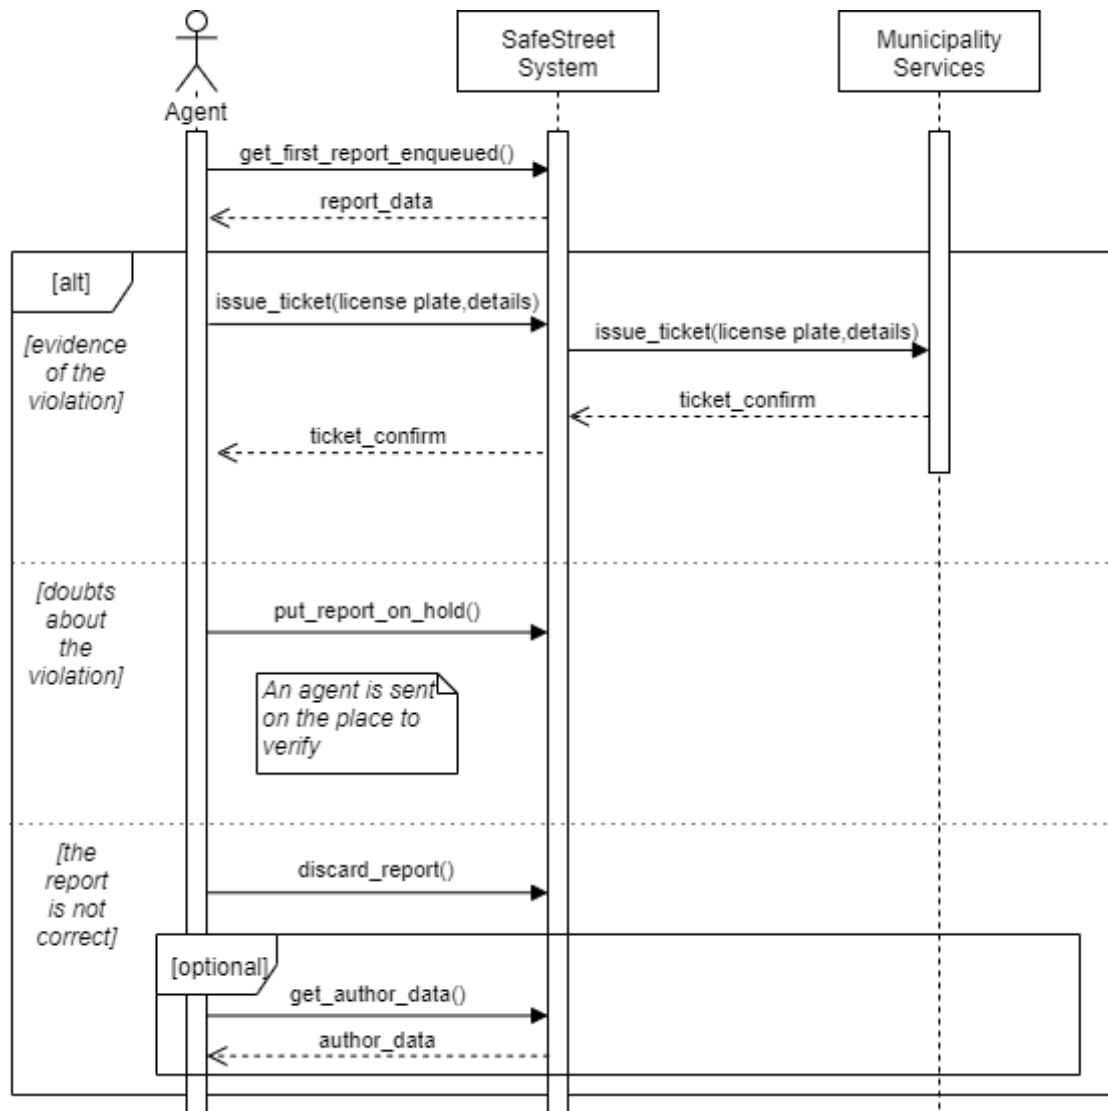 Agent
SafeStreet
System
Municipality
Services
get_first_report_enqueued()
report_data
[alt]
[evidence
of the
violation]
issue_ticket(license plate,details)
issue_ticket(license plate,details)
ticket_confirm
ticket_confirm
[doubts
about
the
violation]
put_report_on_hold()
An agent is sent
on the place to
verify
[the
report
is not
correct]
discard_report()
[optional]
get_author_data()
author_data